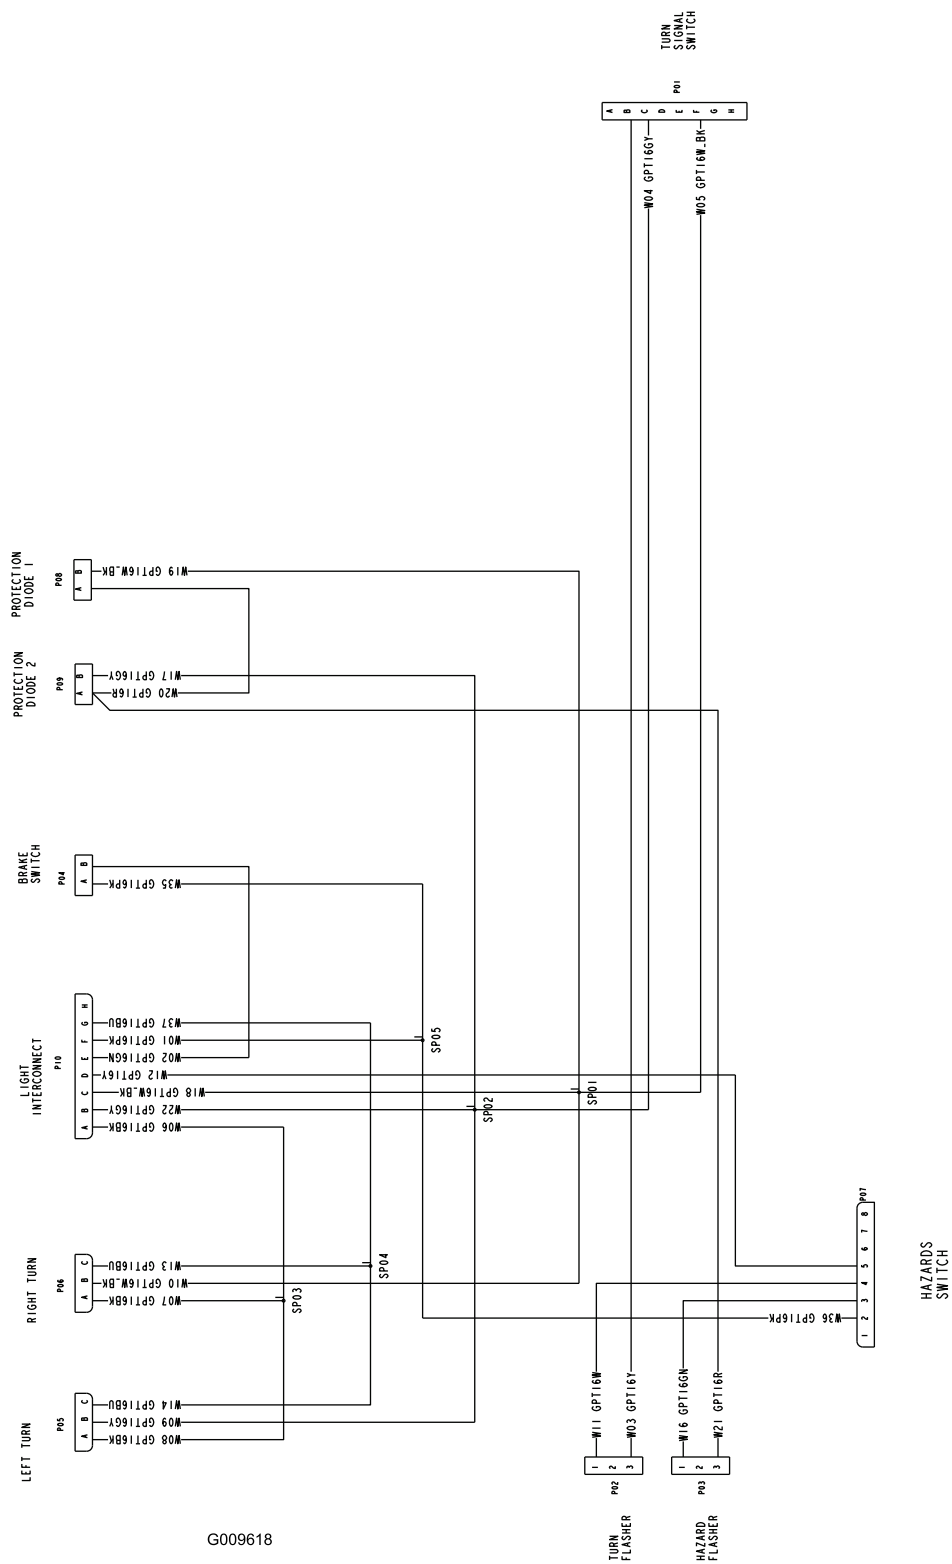 TURN
SIGNAL
SWITCH
P01
A B C D E F G H
W04 GPT16GY
W05 GPT16W_BK
PROTECTION
DIODE 1
P08
A B
W19 GPT16W_BK
PROTECTION
DIODE 2
P09
A B
W17 GPT16GY
W20 GPT16R
BRAKE
SWITCH
P04
A B
W35 GPT16PK
LIGHT
INTERCONNECT
P10
A B C D E F G H
W37 GPT16BU
W01 GPT16PK
W02 GPT16GN
W12 GPT16Y
W18 GPT16W_BK
W22 GPT16GY
W06 GPT16BK
SP05
SP01
SP02
RIGHT TURN
P06
A B C
W13 GPT16BU
W10 GPT16W_BK
W07 GPT16BK
SP04
SP03
LEFT TURN
P05
A B C
W14 GPT16BU
W09 GPT16GY
W08 GPT16BK
P07
1 2 3 4 5 6 7 8
HAZARDS
SWITCH
W36 GPT16PK
W11 GPT16W
W03 GPT16Y
W16 GPT16GN
W21 GPT16R
1 2 3
P02
TURN
FLASHER
1 2 3
P03
HAZARD
FLASHER
G009618